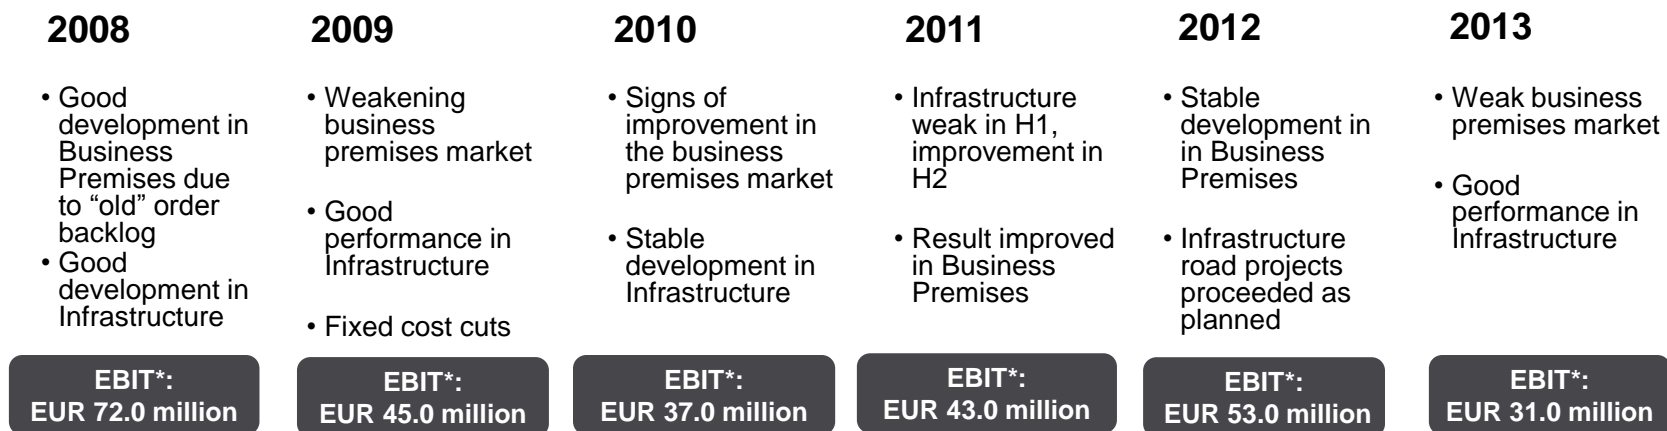 2008
• Good
development in
Business
Premises due
to “old” order
backlog
• Good
development in
Infrastructure
EBIT*:
EUR 72.0 million
2009
• Weakening
business
premises market
• Good
performance in
Infrastructure
• Fixed cost cuts
EBIT*:
EUR 45.0 million
2010
• Signs of
improvement in
the business
premises market
• Stable
development in
Infrastructure
EBIT*:
EUR 37.0 million
2011
• Infrastructure
weak in H1,
improvement in
H2
• Result improved
in Business
Premises
EBIT*:
EUR 43.0 million
2012
• Stable
development in
in Business
Premises
• Infrastructure
road projects
proceeded as
planned
EBIT*:
EUR 53.0 million
2013
• Weak business
premises market
• Good
performance in
Infrastructure
EBIT*:
EUR 31.0 million